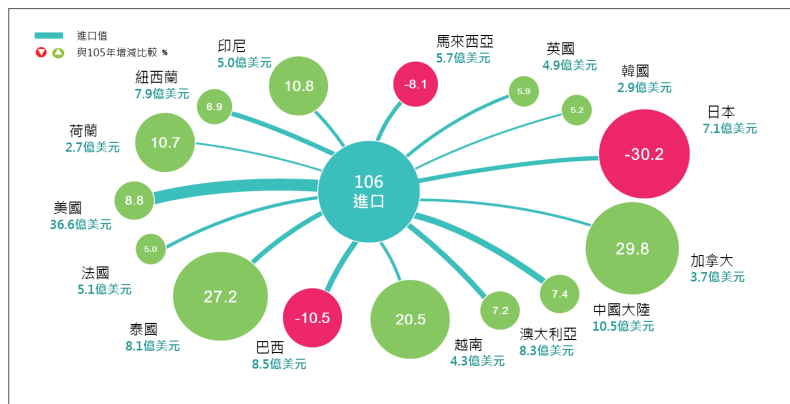 進口值
與105年增減比較 %
印尼
5.0億美元
10.8
紐西蘭
7.9億美元
6.9
荷蘭
2.7億美元
10.7
美國
36.6億美元
8.8
法國
5.1億美元
5.0
泰國
8.1億美元
27.2
巴西
8.5億美元
-10.5
20.5
越南
4.3億美元
7.2
澳大利亞
8.3億美元
7.4
中國大陸
10.5億美元
29.8
加拿大
3.7億美元
-30.2
日本
7.1億美元
5.2
韓國
2.9億美元
5.9
英國
4.9億美元
-8.1
馬來西亞
5.7億美元
106
進口